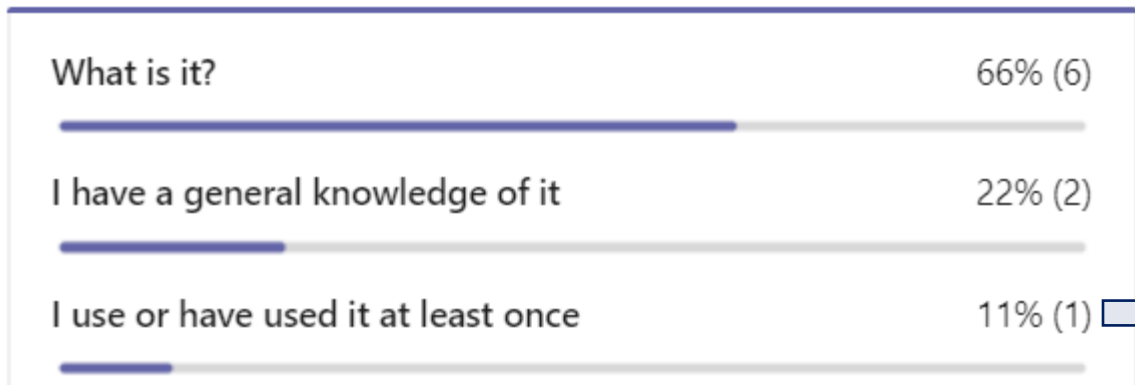 What is it? 66% (6)
I have a general knowledge of it 22% (2)
I use or have used it at least once 11% (1)